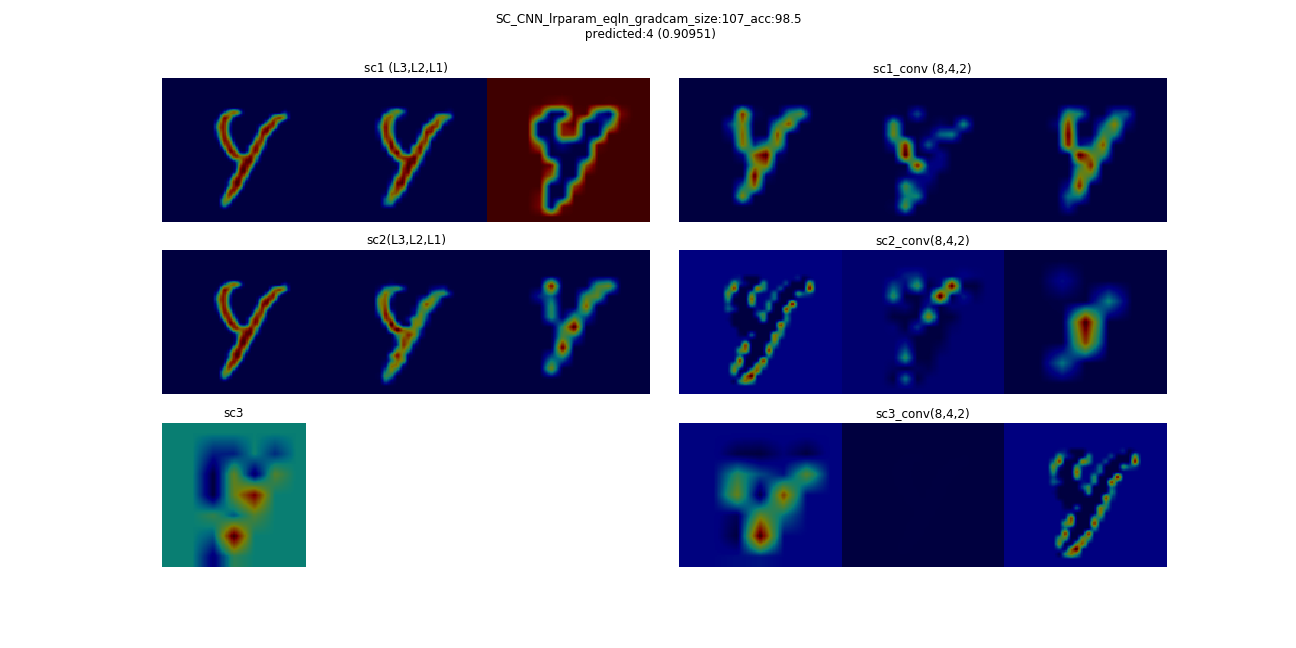 SC_CNN_lrparam_eqln_gradcam_size:107_acc:98.5
predicted:4 (0.90951)
sc1 (L3,L2,L1)
sc1_conv (8,4,2)
sc2(L3,L2,L1)
sc2_conv(8,4,2)
sc3
sc3_conv(8,4,2)